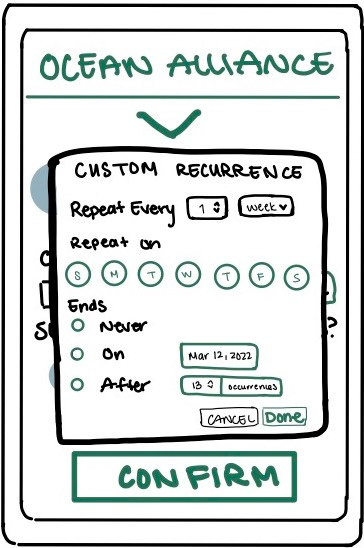 OCEAN ALLIANCE
CUSTOM RECURRENCE
Repeat Every 1 week
Repeat on
S M T W T F S
Ends
Never
On Mar 12, 2022
After 13 occurrences
CANCEL Done
CONFIRM